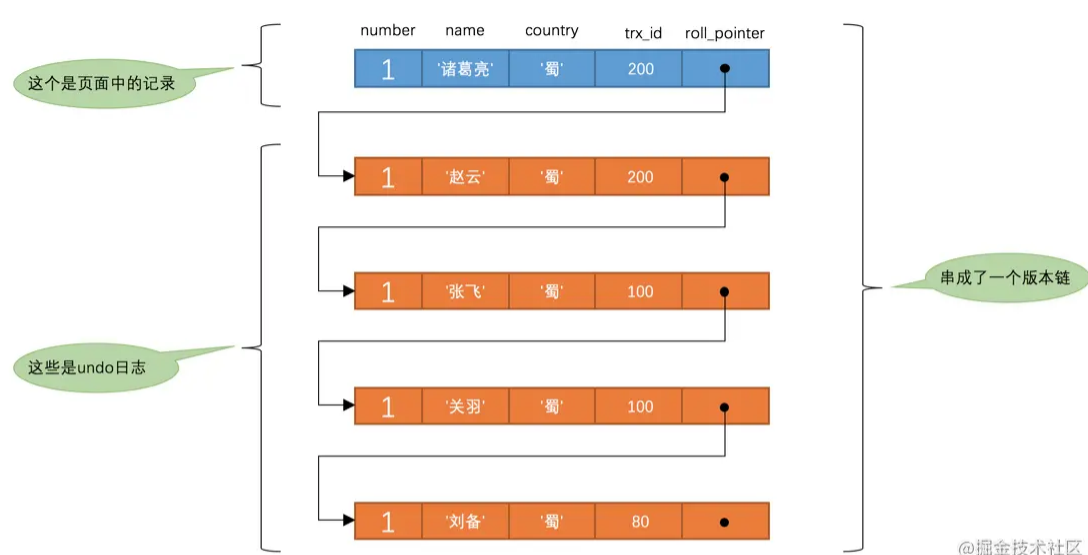 number name country trx_id roll_pointer
1 '诸葛亮' '蜀' 200
这个是页面中的记录
1 '赵云' '蜀' 200
1 '张飞' '蜀' 100
串成了一个版本链
这些是undo日志
1 '关羽' '蜀' 100
1 '刘备' '蜀' 80
@掘金技术社区